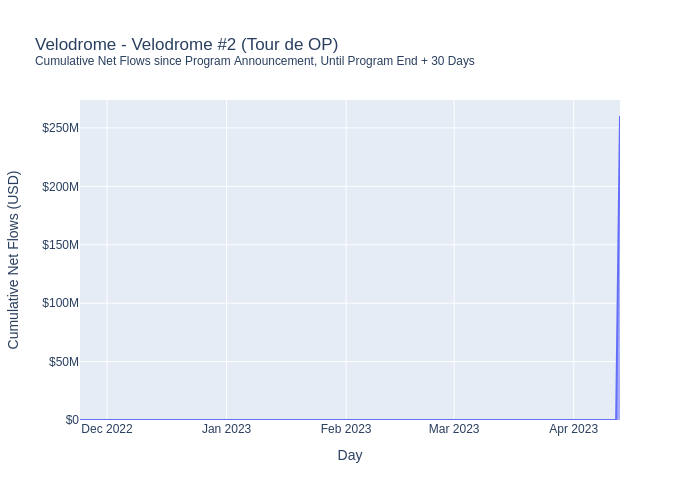 Velodrome - Velodrome #2 (Tour de OP)
Cumulative Net Flows since Program Announcement, Until Program End + 30 Days
Cumulative Net Flows (USD)
$250M
$200M
$150M
$100M
$50M
$0
Dec 2022
Jan 2023
Feb 2023
Mar 2023
Apr 2023
Day